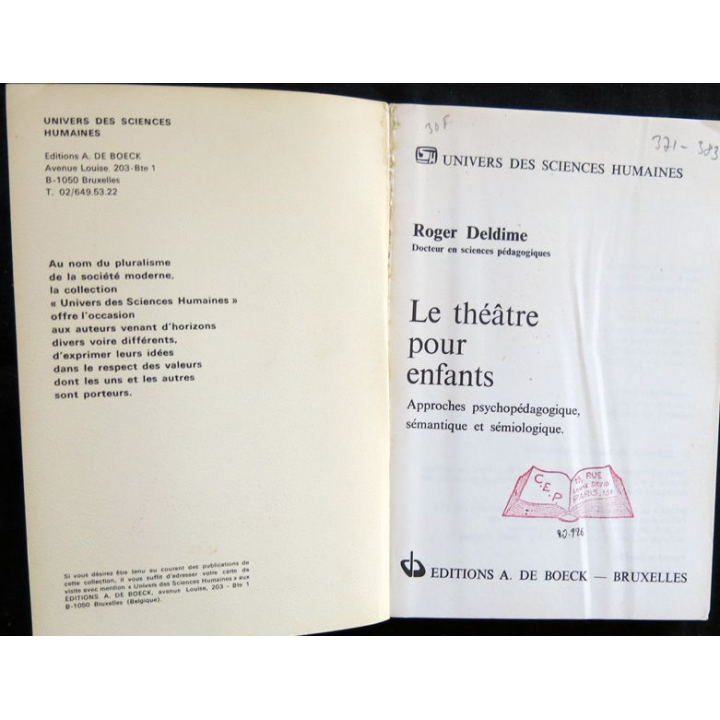 UNIVERS DES SCIENCES
HUMAINES
Editions A. DE BOECK
Avenue Louise, 203-Bte 1
B-1050 Bruxelles
T. 02/649.53.22
Au nom du pluralisme
de la société moderne,
la collection
« Univers des Sciences Humaines »
offre l'occasion
aux auteurs venant d'horizons
divers voire différents,
d'exprimer leurs idées
dans le respect des valeurs
dont les uns et les autres
sont porteurs.
Si vous désirez être tenu au courant des publications de
cette collection, il vous suffit d'adresser votre carte de
visite avec mention « Univers des Sciences Humaines » aux
ÉDITIONS A. DE BOECK, avenue Louise, 203 - Bte 1
B-1050 Bruxelles (Belgique).
30F
371-383
UNIVERS DES SCIENCES HUMAINES
Roger Deldime
Docteur en sciences pédagogiques
Le théâtre
pour
enfants
Approches psychopédagogique,
sémantique et sémiologique.
C.E.P.
RUE
PARIS
82.926
EDITIONS A. DE BOECK — BRUXELLES